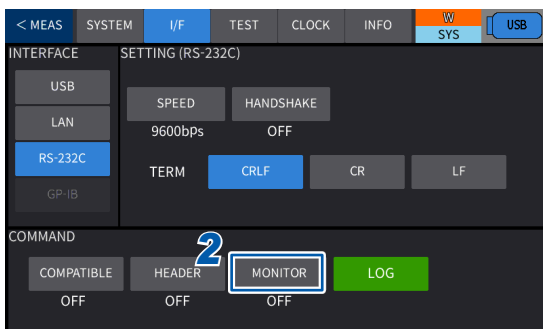 < MEAS SYSTEM I/F TEST CLOCK INFO W SYS USB
INTERFACE SETTING (RS-232C)
USB
SPEED HANDSHAKE
LAN
9600bps OFF
RS-232C
TERM CRLF CR LF
GP-IB
COMMAND
2
COMPATIBLE HEADER MONITOR LOG
OFF OFF OFF